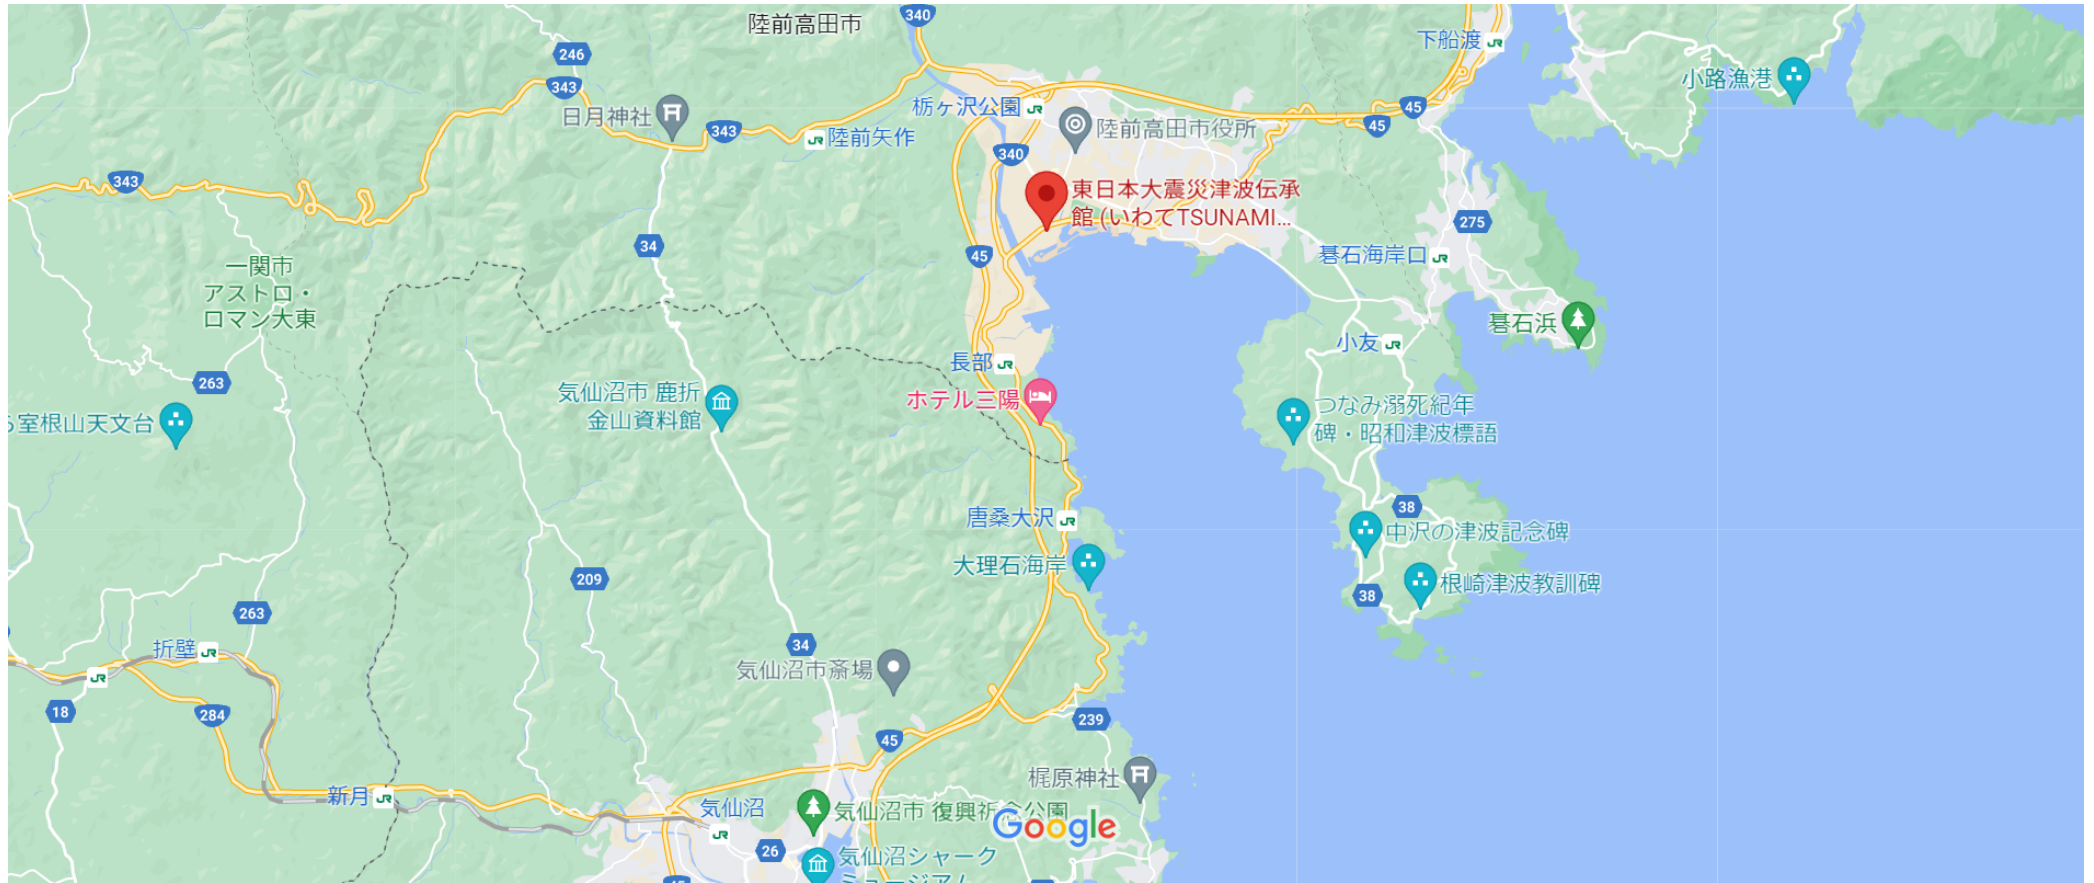 陸前高田市
340
下船渡
小路漁港
246
343
日月神社
343
陸前矢作
栃ヶ沢公園
陸前高田市役所
45
45
340
343
東日本大震災津波伝承
館 (いわてTSUNAMI...
34
45
275
碁石海岸口
一関市
アストロ・
ロマン大東
碁石浜
小友
長部
263
気仙沼市 鹿折
金山資料館
ホテル三陽
つなみ溺死紀年
碑・昭和津波標語
室根山天文台
38
唐桑大沢
中沢の津波記念碑
大理石海岸
209
38
根崎津波教訓碑
263
折壁
34
気仙沼市斎場
18
284
239
45
梶原神社
新月
気仙沼
気仙沼市 復興祈念公園
Google
26
気仙沼シャーク
ミュージアム
45